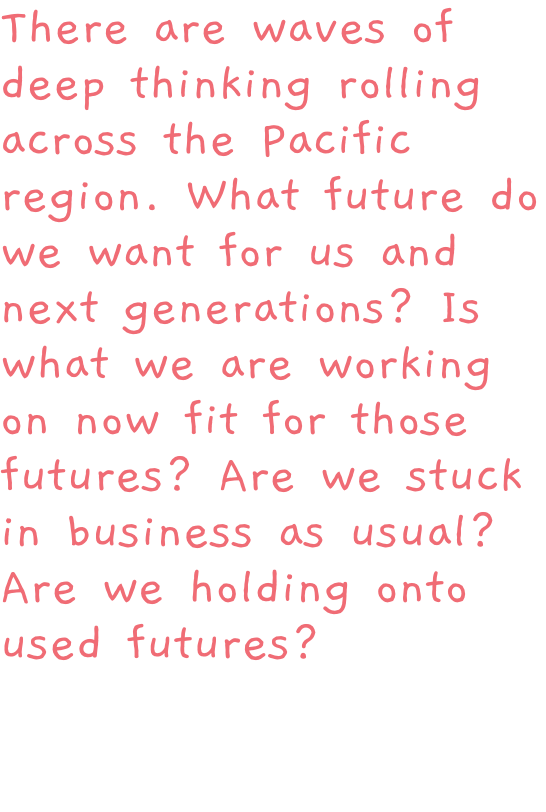 There are waves of
deep thinking rolling
across the Pacific
region. What future do
we want for us and
next generations? Is
what we are working
on now fit for those
futures? Are we stuck
in business as usual?
Are we holding onto
used futures?